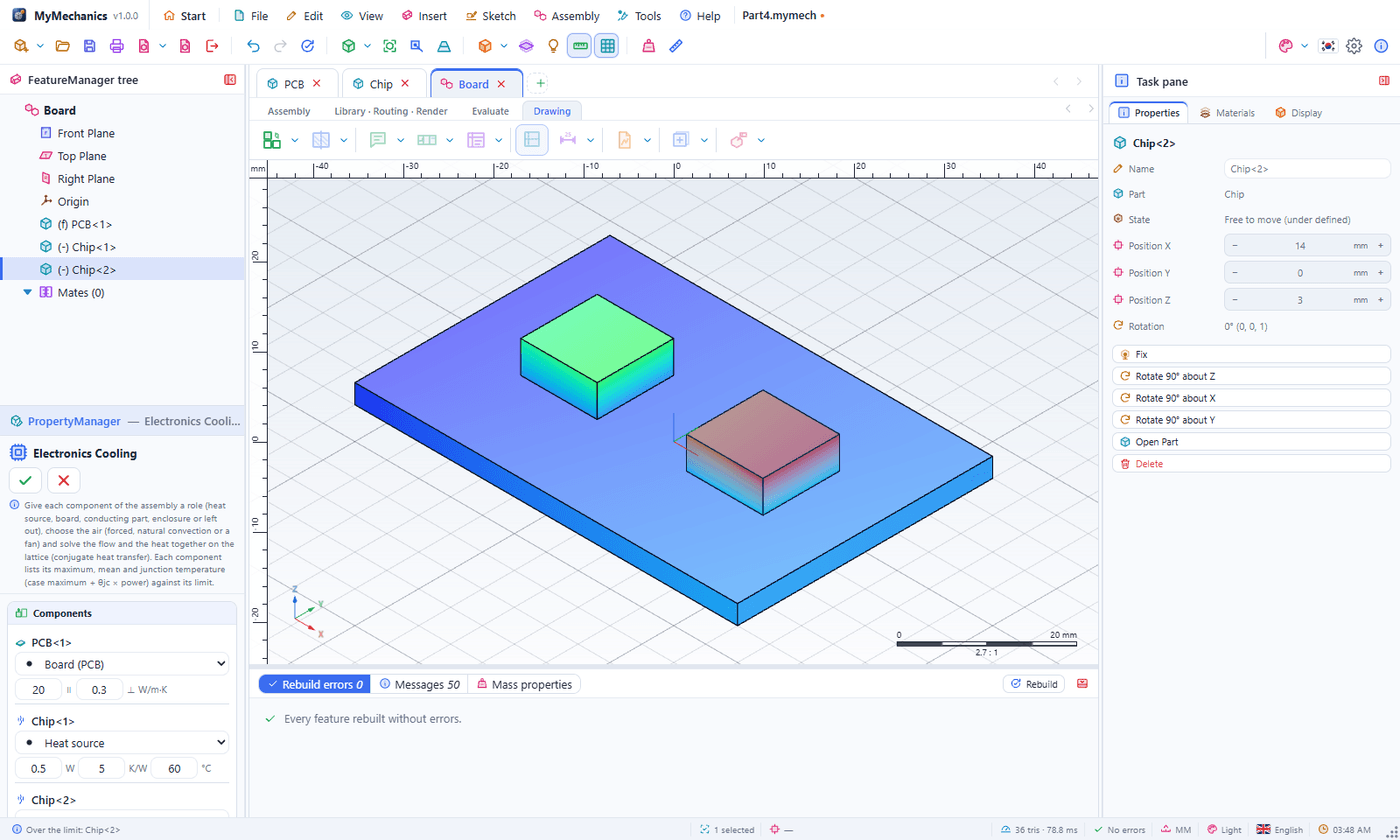 MyMechanics v1.0.0 Start File Edit View Insert Sketch Assembly Tools Help Part4.mymech •
FeatureManager tree
Board
Front Plane
Top Plane
Right Plane
Origin
(f) PCB<1>
(-) Chip<1>
(-) Chip<2>
Mates (0)
PropertyManager — Electronics Cooli...
Electronics Cooling
Give each component of the assembly a role (heat
source, board, conducting part, enclosure or left
out), choose the air (forced, natural convection or a
fan) and solve the flow and the heat together on the
lattice (conjugate heat transfer). Each component
lists its maximum, mean and junction temperature
(case maximum + θjc × power) against its limit.
Components
PCB<1>
Board (PCB)
20 ∥ 0.3 ⊥ W/m·K
Chip<1>
Heat source
0.5 W 5 K/W 60 °C
Chip<2>
PCB Chip Board
Assembly Library · Routing · Render Evaluate Drawing
mm -40 -30 -20 -10 0 10 20 30 40
20
10
0
-10
-20
Z
Y
X
0 20 mm
2.7 : 1
Rebuild errors 0 Messages 50 Mass properties Rebuild
Every feature rebuilt without errors.
Task pane
Properties Materials Display
Chip<2>
Name Chip<2>
Part Chip
State Free to move (under defined)
Position X − 14 mm +
Position Y − 0 mm +
Position Z − 3 mm +
Rotation 0° (0, 0, 1)
Fix
Rotate 90° about Z
Rotate 90° about X
Rotate 90° about Y
Open Part
Delete
Over the limit: Chip<2> 1 selected — 36 tris · 78.8 ms No errors MM Light English 03:48 AM